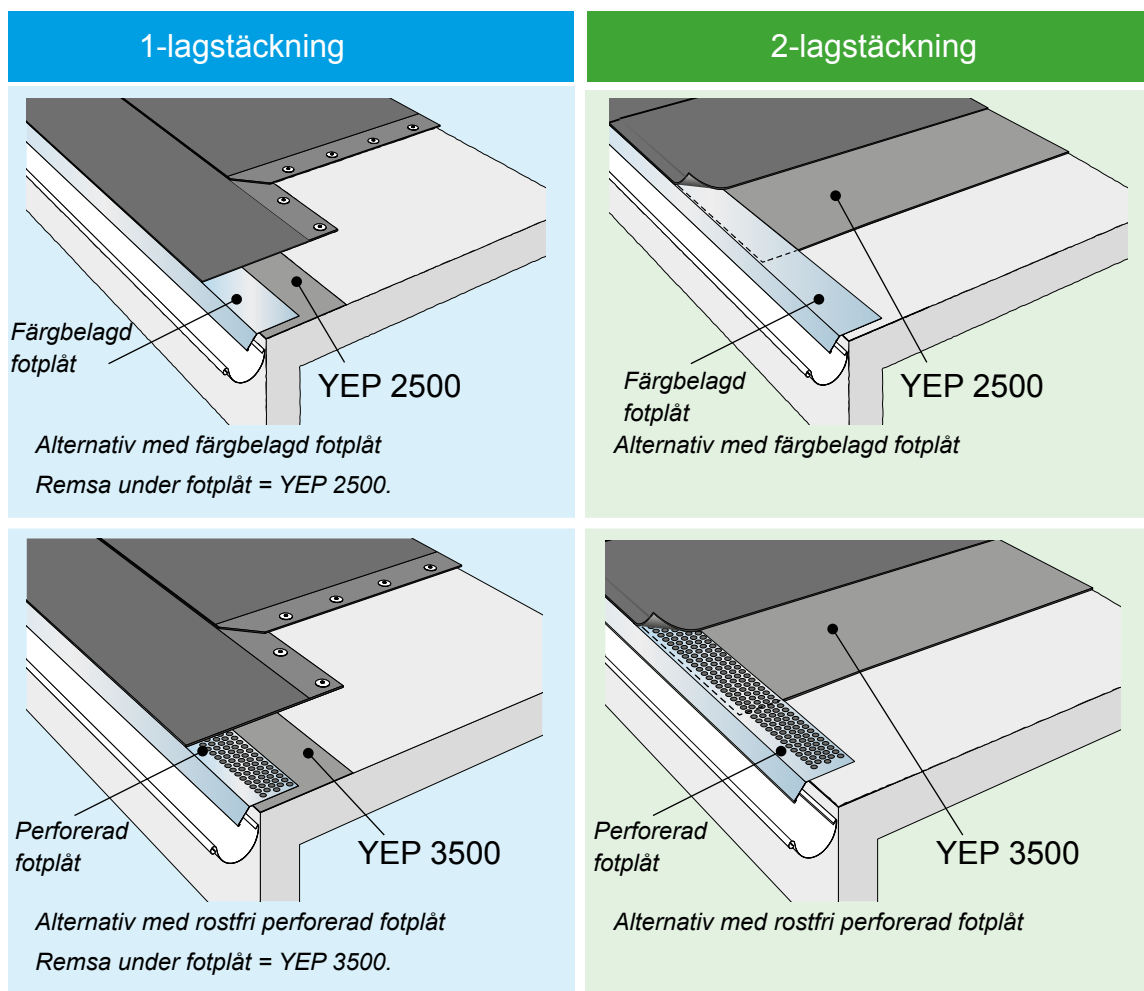 1-lagstäckning
2-lagstäckning
Färgbelagd
fotplåt
YEP 2500
Alternativ med färgbelagd fotplåt
Remsa under fotplåt = YEP 2500.
Färgbelagd
fotplåt
YEP 2500
Alternativ med färgbelagd fotplåt
Perforerad
fotplåt
YEP 3500
Alternativ med rostfri perforerad fotplåt
Remsa under fotplåt = YEP 3500.
Perforerad
fotplåt
YEP 3500
Alternativ med rostfri perforerad fotplåt